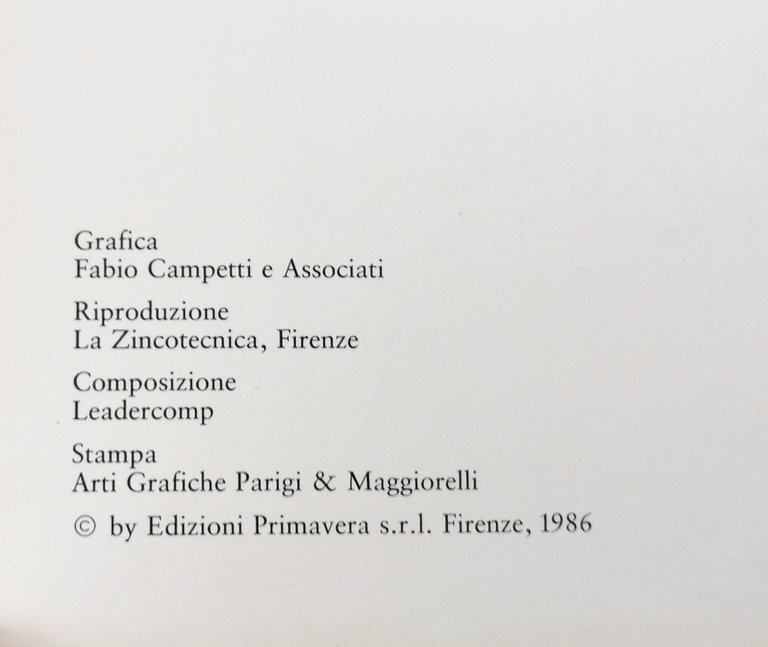 Grafica
Fabio Campetti e Associati
Riproduzione
La Zincotecnica, Firenze
Composizione
Leadercomp
Stampa
Arti Grafiche Parigi & Maggiorelli
© by Edizioni Primavera s.r.l. Firenze, 1986